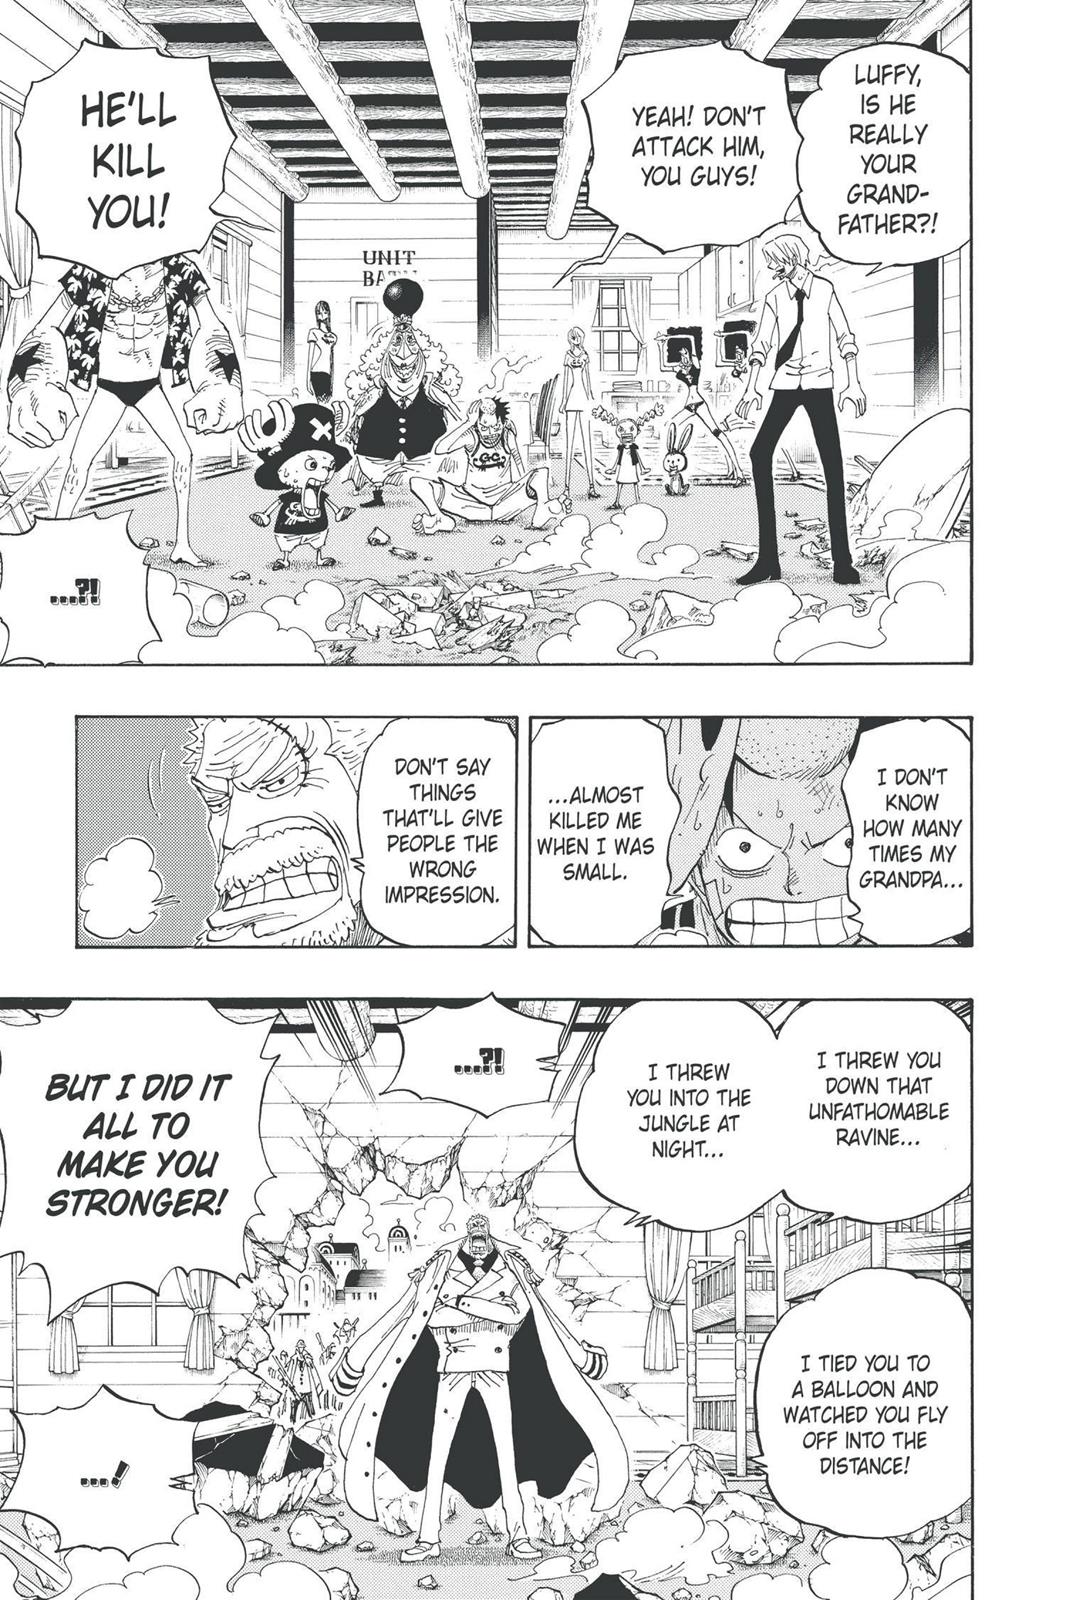 LUFFY,
IS HE
REALLY
YOUR
GRAND-
FATHER?!
YEAH! DON'T
ATTACK HIM,
YOU GUYS!
HE'LL
KILL
YOU!
UNIT
....?!
I DON'T
KNOW
HOW MANY
TIMES MY
GRANDPA...
...ALMOST
KILLED ME
WHEN I WAS
SMALL.
DON'T SAY
THINGS
THAT'LL GIVE
PEOPLE THE
WRONG
IMPRESSION.
I THREW YOU
DOWN THAT
UNFATHOMABLE
RAVINE...
I THREW
YOU INTO THE
JUNGLE AT
NIGHT...
....?!
I TIED YOU TO
A BALLOON AND
WATCHED YOU FLY
OFF INTO THE
DISTANCE!
BUT I DID IT
ALL TO
MAKE YOU
STRONGER!
....!